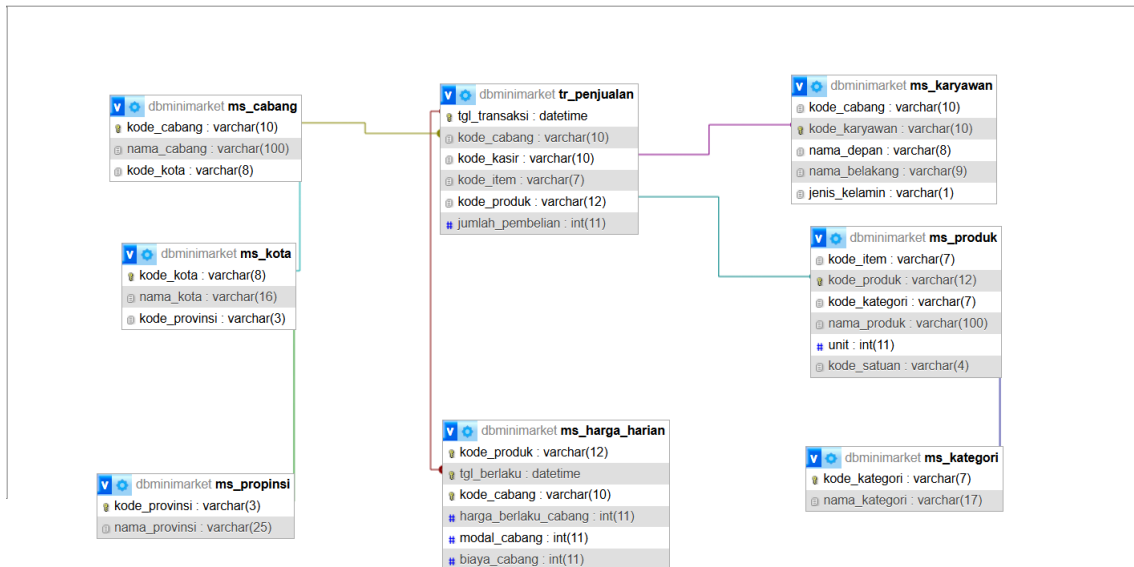 dbminimarket ms_cabang
kode_cabang : varchar(10)
nama_cabang : varchar(100)
kode_kota : varchar(8)
dbminimarket ms_kota
kode_kota : varchar(8)
nama_kota : varchar(16)
kode_provinsi : varchar(3)
dbminimarket ms_propinsi
kode_provinsi : varchar(3)
nama_provinsi : varchar(25)
dbminimarket tr_penjualan
tgl_transaksi : datetime
kode_cabang : varchar(10)
kode_kasir : varchar(10)
kode_item : varchar(7)
kode_produk : varchar(12)
# jumlah_pembelian : int(11)
dbminimarket ms_harga_harian
kode_produk : varchar(12)
tgl_berlaku : datetime
kode_cabang : varchar(10)
# harga_berlaku_cabang : int(11)
# modal_cabang : int(11)
# biaya_cabang : int(11)
dbminimarket ms_karyawan
kode_cabang : varchar(10)
kode_karyawan : varchar(10)
nama_depan : varchar(8)
nama_belakang : varchar(9)
jenis_kelamin : varchar(1)
dbminimarket ms_produk
kode_item : varchar(7)
kode_produk : varchar(12)
kode_kategori : varchar(7)
nama_produk : varchar(100)
# unit : int(11)
kode_satuan : varchar(4)
dbminimarket ms_kategori
kode_kategori : varchar(7)
nama_kategori : varchar(17)